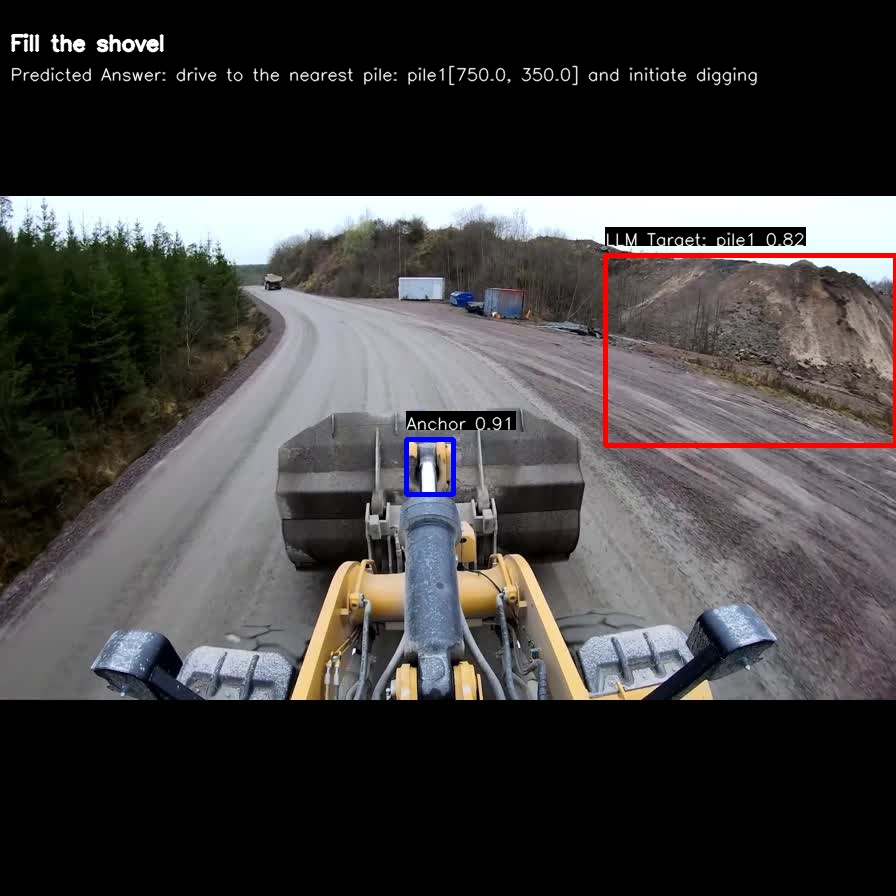 Fill the shovel
Predicted Answer: drive to the nearest pile: pile1[750.0, 350.0] and initiate digging
LLM Target: pile1 0.82
Anchor 0.91